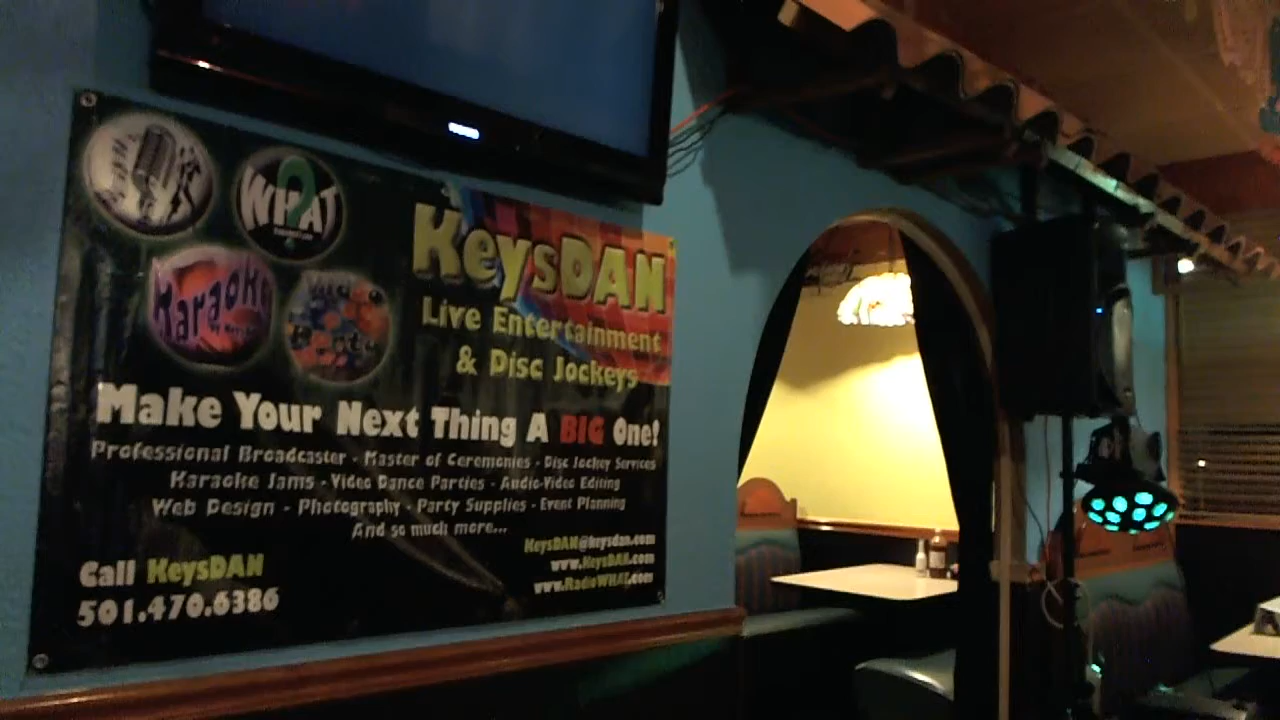 WHAT
Karaoke
KeysDAN
Live Entertainment
& Disc Jockeys
Make Your Next Thing A BIG One!
Professional Broadcaster - Master of Ceremonies - Disc Jockey Services
Karaoke Jams - Video Dance Parties - Audio-Video Editing
Web Design - Photography - Party Supplies - Event Planning
And so much more...
Call KeysDAN
501.470.6386
KeysDAN@keysdan.com
www.KeysDAN.com
www.RadioWHAT.com